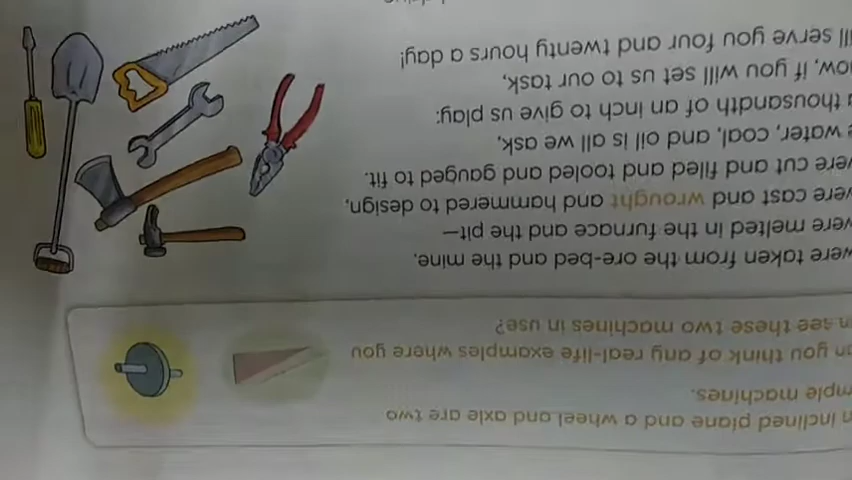 n inclined plane and a wheel and axle are two
mple machines.
an you think of any real-life examples where you
n see these two machines in use?
were taken from the ore-bed and the mine,
were melted in the furnace and the pit—
were cast and wrought and hammered to design,
were cut and filed and tooled and gauged to fit.
e water, coal, and oil is all we ask,
a thousandth of an inch to give us play:
now, if you will set us to our task,
ill serve you four and twenty hours a day!